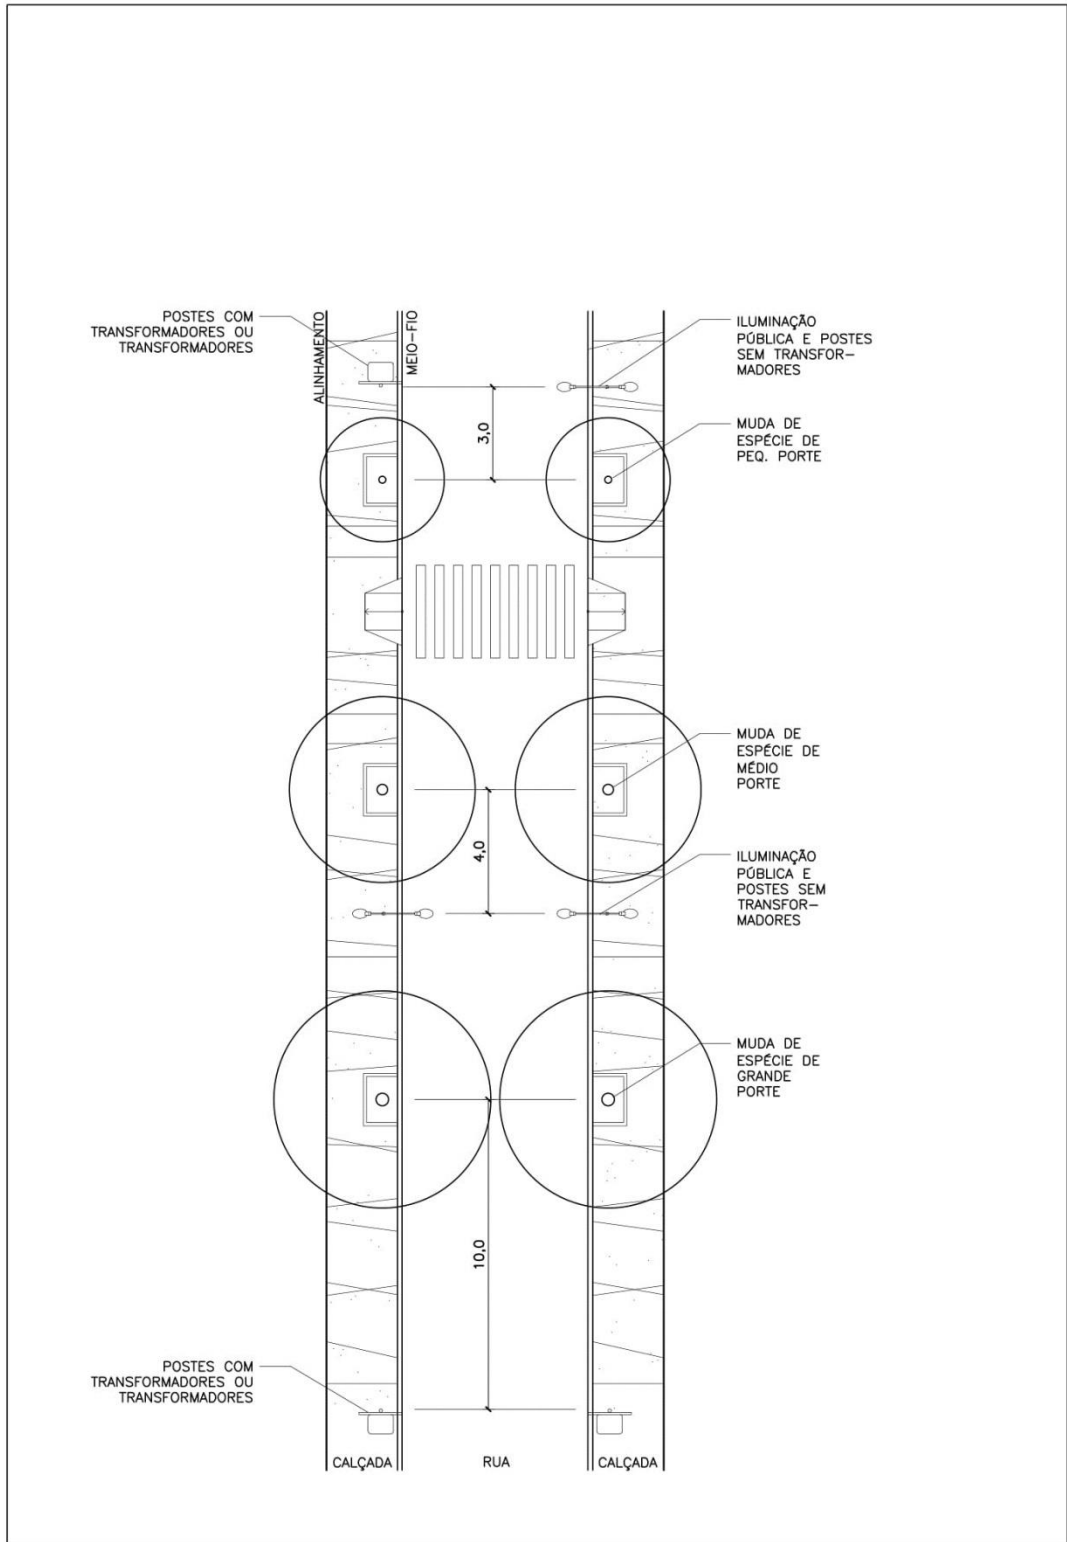 POSTES COM
TRANSFORMADORES OU
TRANSFORMADORES
ALINHAMENTO
MEIO-FIO
ILUMINAÇÃO
PÚBLICA E POSTES
SEM TRANSFOR-
MADORES
3,0
MUDA DE
ESPÉCIE DE
PEQ. PORTE
MUDA DE
ESPÉCIE DE
MÉDIO
PORTE
4,0
ILUMINAÇÃO
PÚBLICA E
POSTES SEM
TRANSFOR-
MADORES
MUDA DE
ESPÉCIE DE
GRANDE
PORTE
10,0
POSTES COM
TRANSFORMADORES OU
TRANSFORMADORES
CALÇADA
RUA
CALÇADA